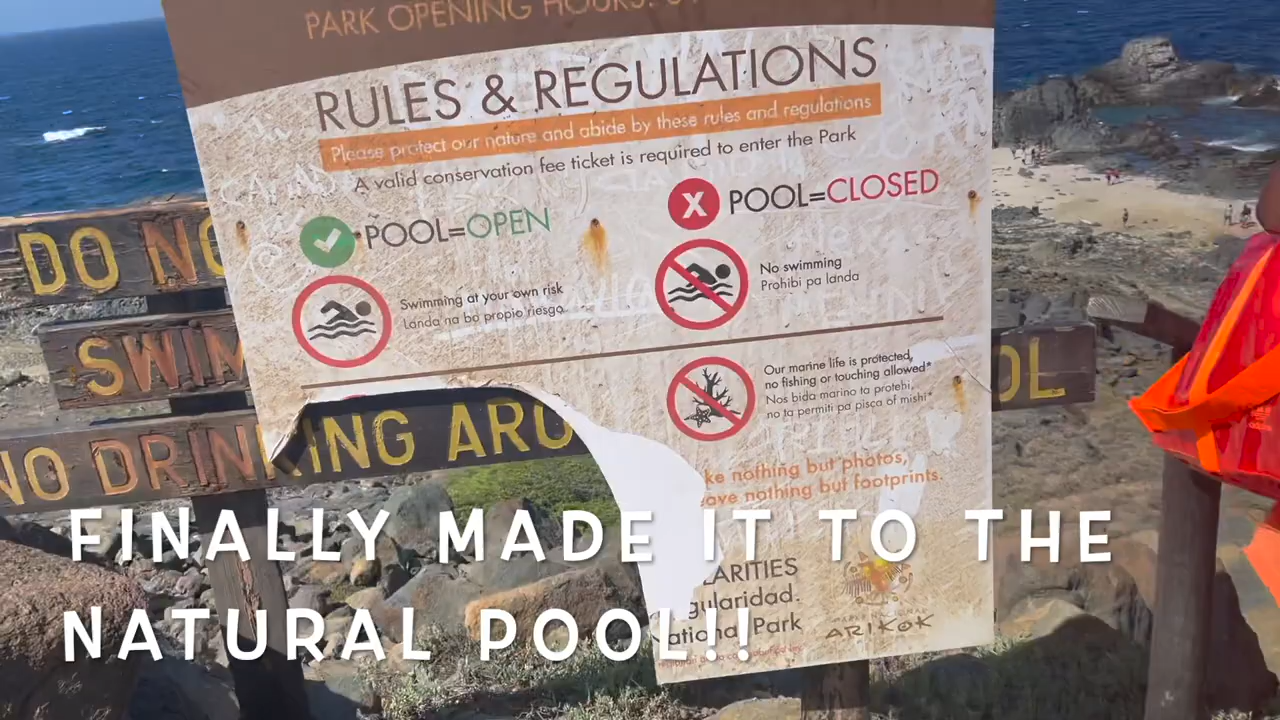 PARK OPENING HOURS:
RULES & REGULATIONS
Please protect our nature and abide by these rules and regulations
A valid conservation fee ticket is required to enter the Park
POOL=OPEN
X POOL=CLOSED
Swimming at your own risk
Landa na bo propio riesgo
No swimming
Prohibi pa landa
Our marine life is protected,
no fishing or touching allowed*
Nos bida marino ta protebi,
no ta permiti pa pisca of mishi*
ke nothing but photos,
ave nothing but footprints.
LARITIES
gularidad.
National Park
ARIKOK
DO NO
SWIM
OL
NO DRINKING ARO
FINALLY MADE IT TO THE
NATURAL POOL!!